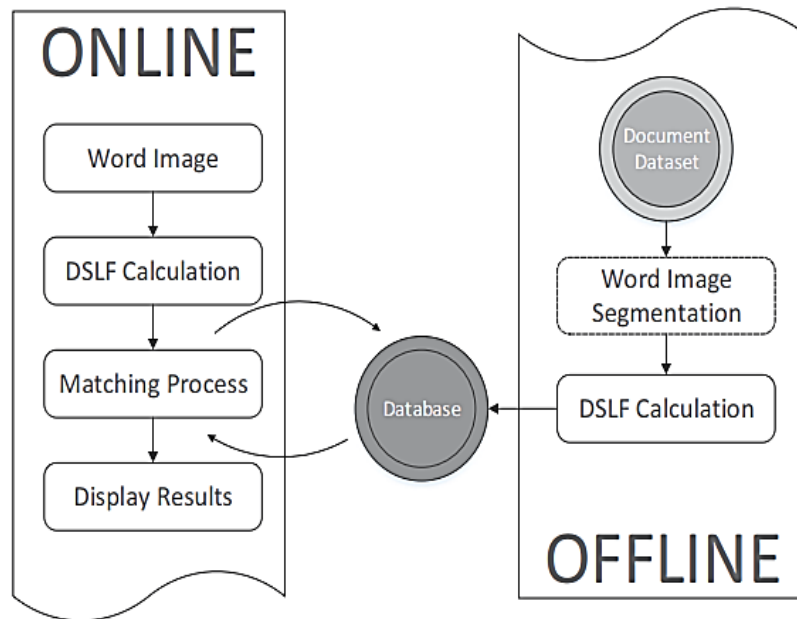 ONLINE
Word Image
DSLF Calculation
Matching Process
Display Results
Database
Document
Dataset
Word Image
Segmentation
DSLF Calculation
OFFLINE